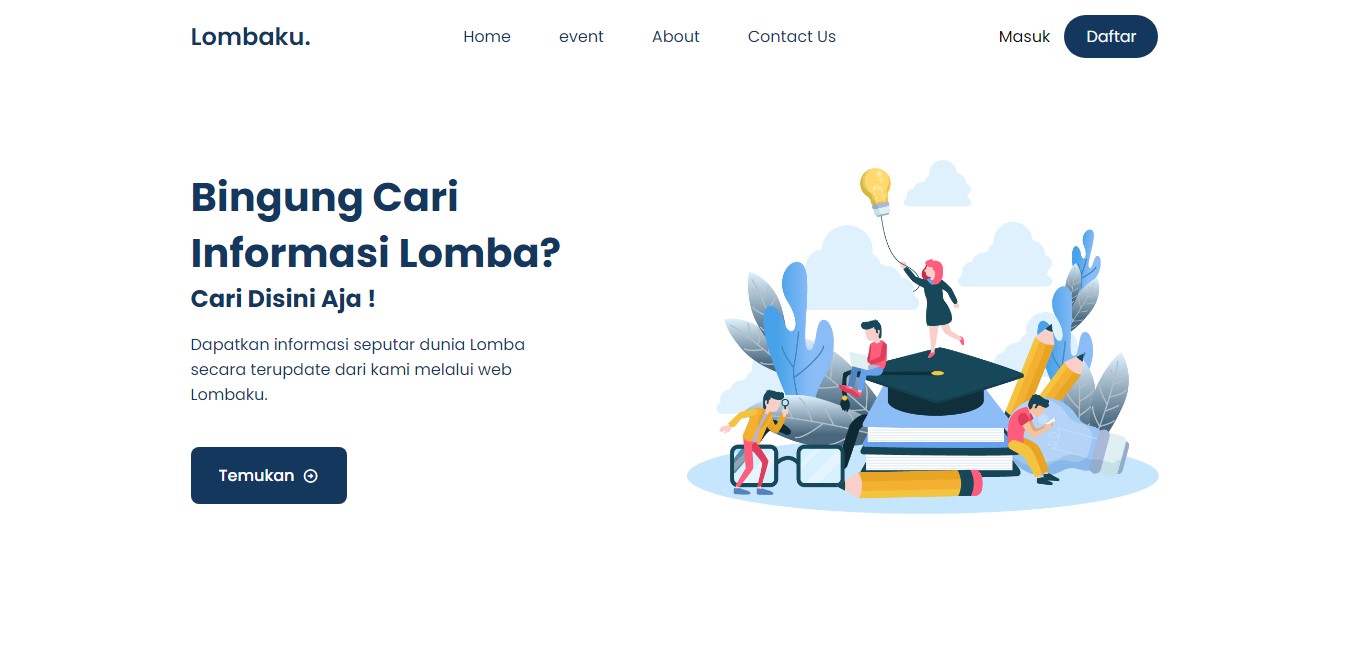 Lombaku.
Home
event
About
Contact Us
Masuk
Daftar
Bingung Cari
Informasi Lomba?
Cari Disini Aja !
Dapatkan informasi seputar dunia Lomba
secara terupdate dari kami melalui web
Lombaku.
Temukan